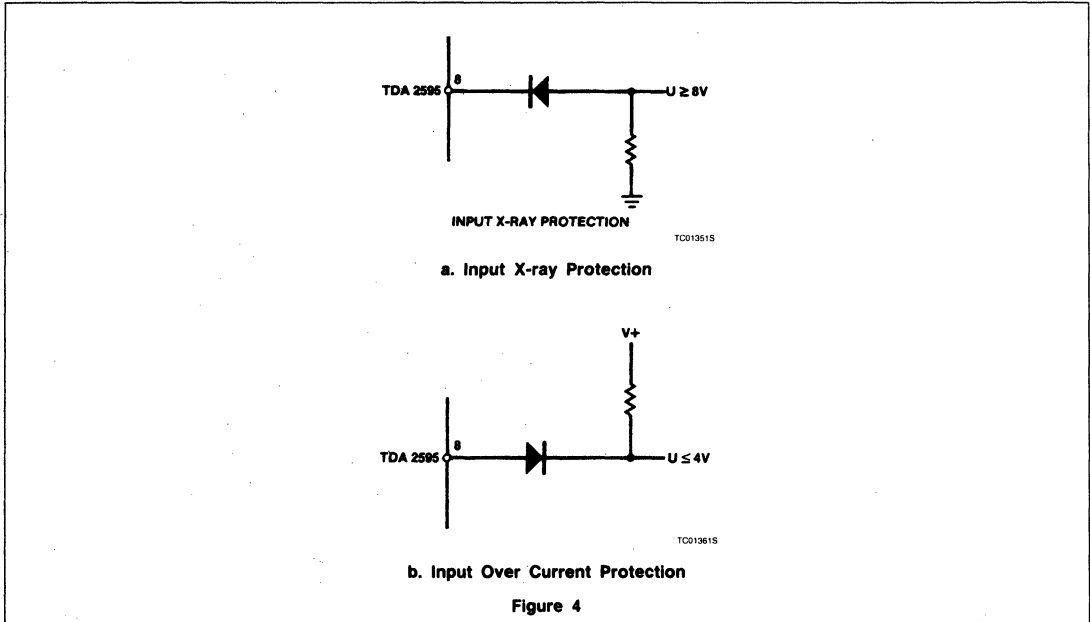 8
TDA 2595
U ≥ 8V
INPUT X-RAY PROTECTION
TC01351S
a. Input X-ray Protection
V+
8
TDA 2595
U ≤ 4V
TC01361S
b. Input Over Current Protection
Figure 4